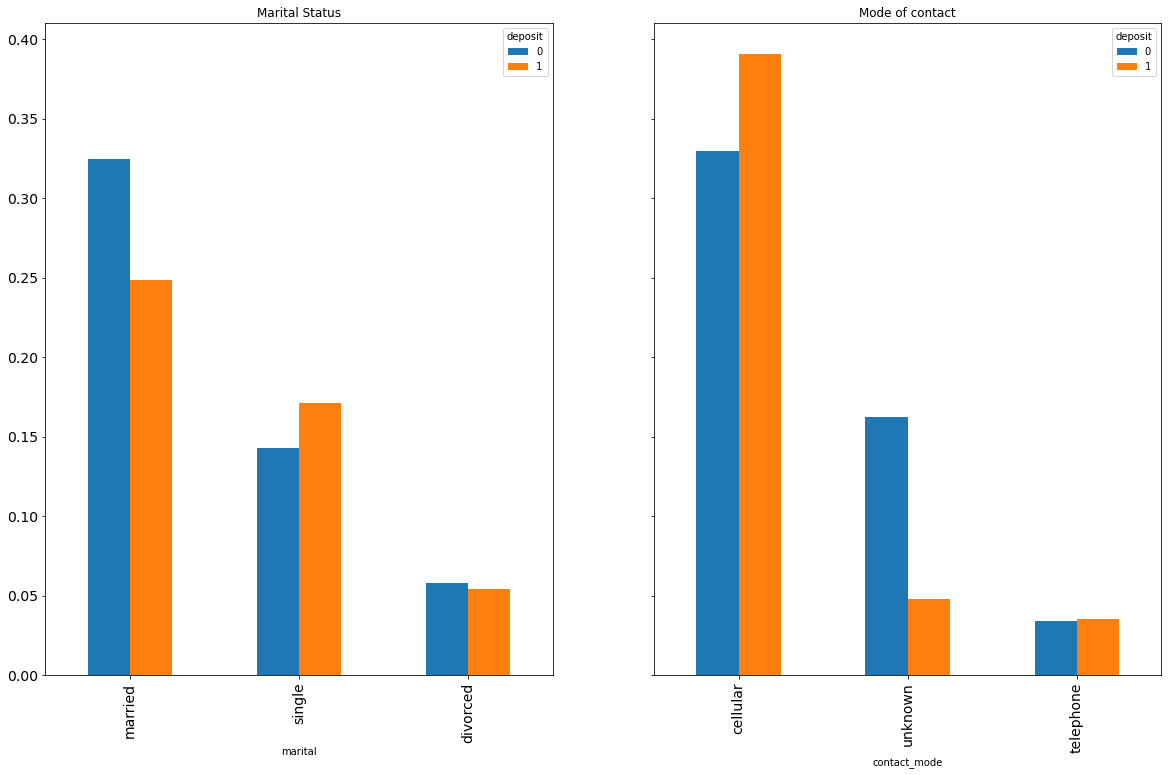 Marital Status
deposit
0
1
0.40
0.35
0.30
0.25
0.20
0.15
0.10
0.05
0.00
married
single
divorced
marital
Mode of contact
deposit
0
1
cellular
unknown
telephone
contact_mode